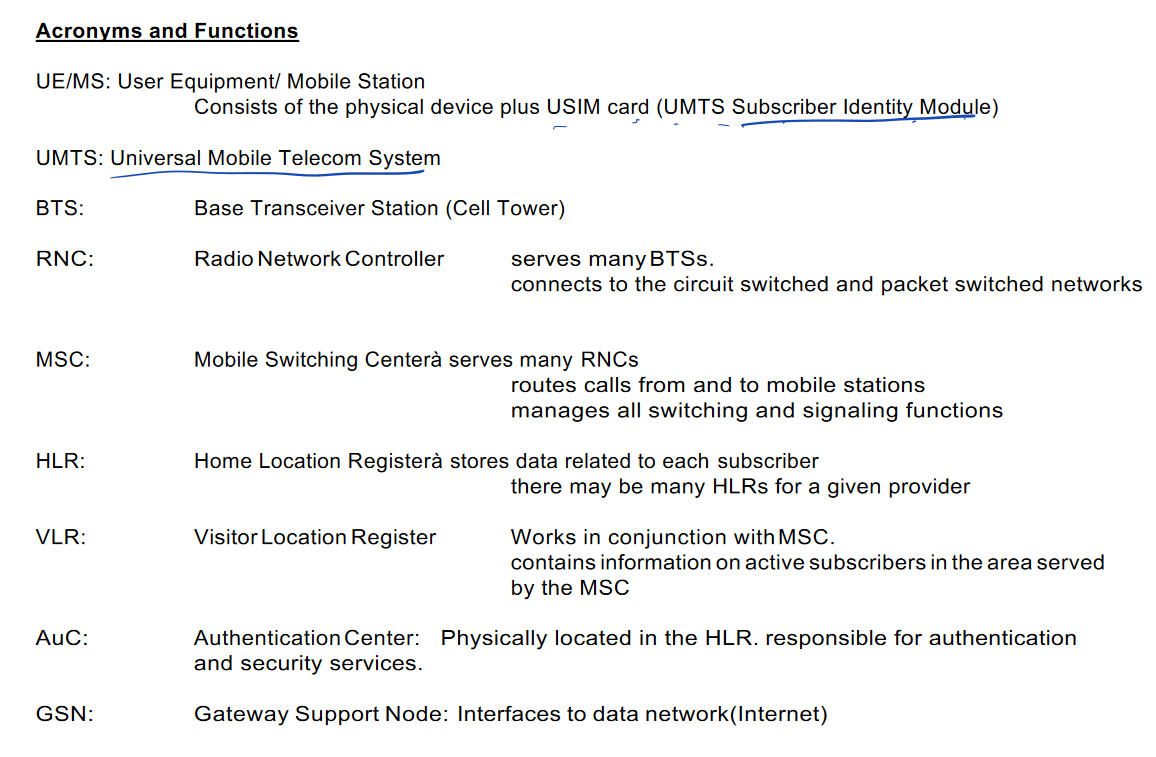 Acronyms and Functions
UE/MS: User Equipment/ Mobile Station
Consists of the physical device plus USIM card (UMTS Subscriber Identity Module)
UMTS: Universal Mobile Telecom System
BTS: Base Transceiver Station (Cell Tower)
RNC: Radio Network Controller serves many BTSs.
connects to the circuit switched and packet switched networks
MSC: Mobile Switching Centerà serves many RNCs
routes calls from and to mobile stations
manages all switching and signaling functions
HLR: Home Location Registerà stores data related to each subscriber
there may be many HLRs for a given provider
VLR: Visitor Location Register Works in conjunction with MSC.
contains information on active subscribers in the area served
by the MSC
AuC: Authentication Center: Physically located in the HLR. responsible for authentication
and security services.
GSN: Gateway Support Node: Interfaces to data network(Internet)